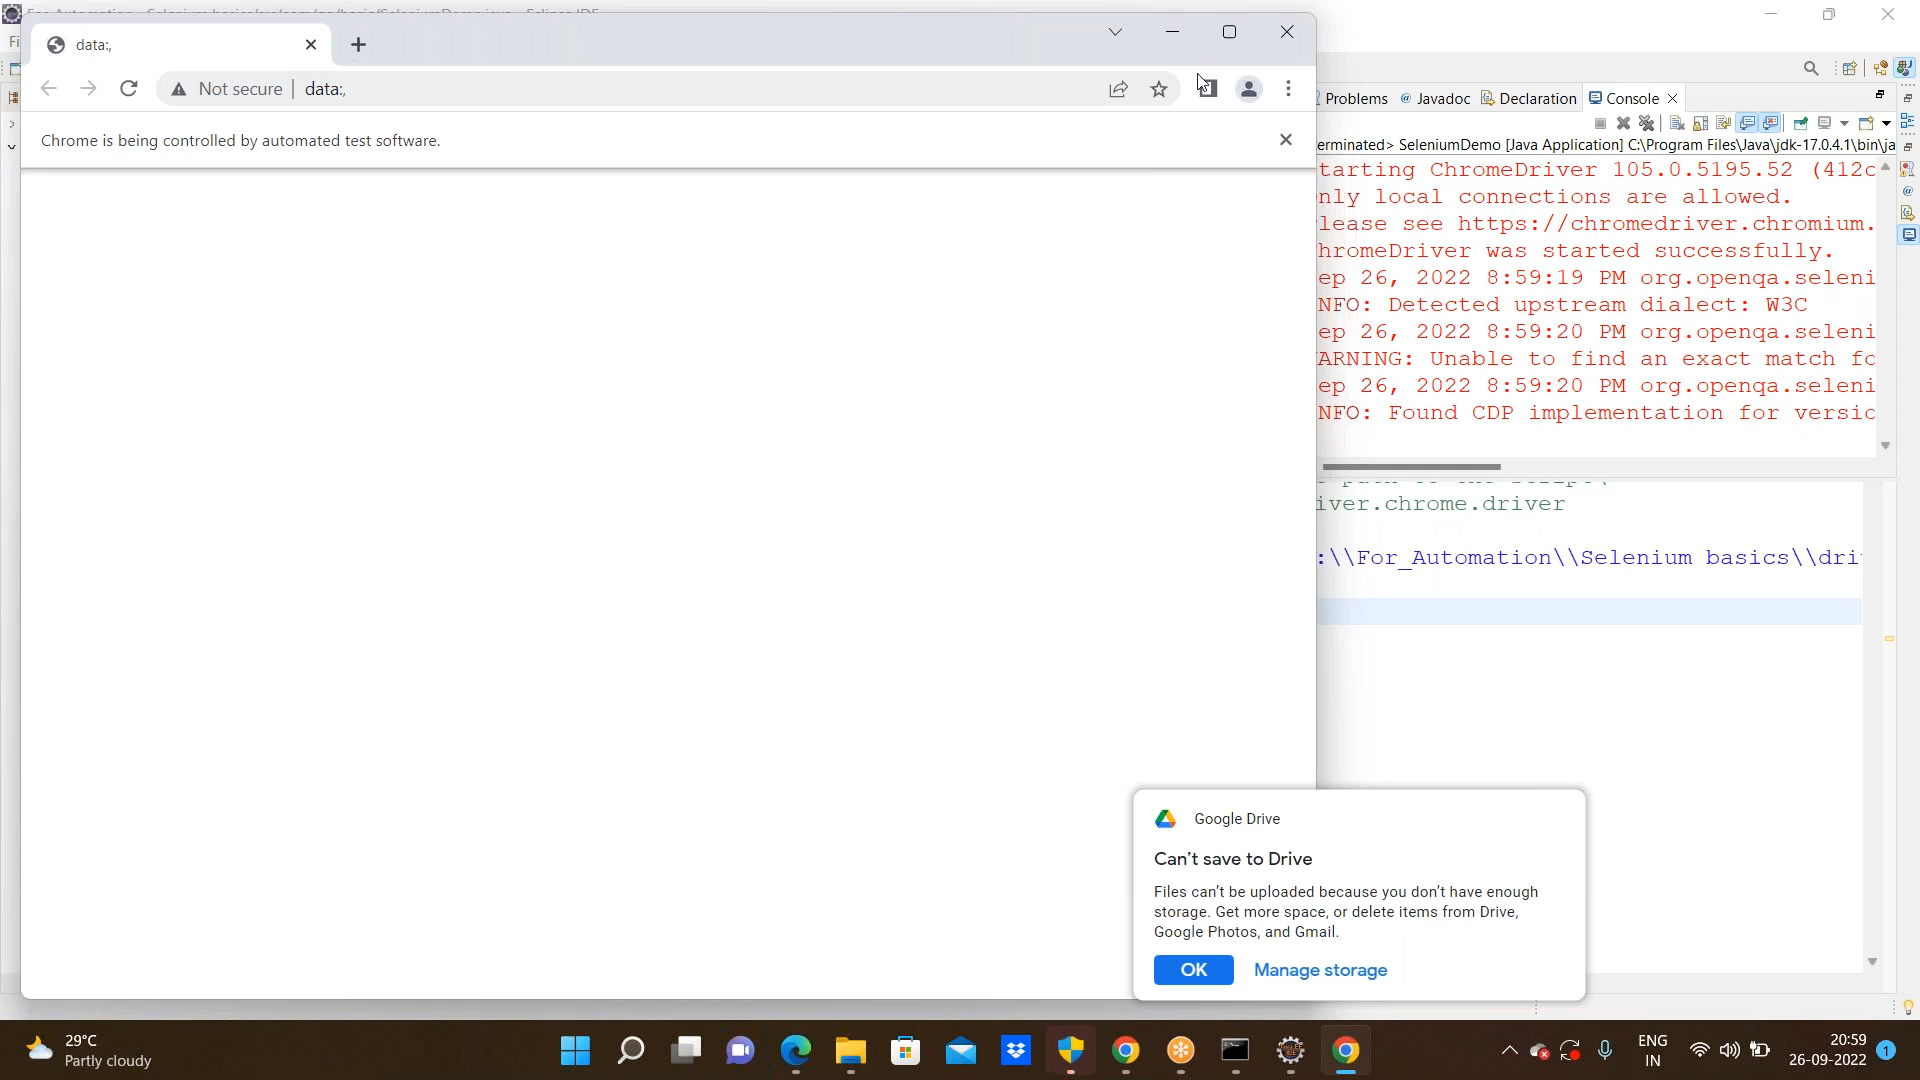 data:,
Not secure data:,
Chrome is being controlled by automated test software.
Problems @ Javadoc Declaration Console
SeleniumDemo [Java Application] C:\Program Files\Java\jdk-17.0.4.1\bin\ja
tarting ChromeDriver 105.0.5195.52 (412c
nly local connections are allowed.
lease see https://chromedriver.chromium.
hromeDriver was started successfully.
ep 26, 2022 8:59:19 PM org.openqa.seleni
NFO: Detected upstream dialect: W3C
ep 26, 2022 8:59:20 PM org.openqa.seleni
ARNING: Unable to find an exact match fo
ep 26, 2022 8:59:20 PM org.openqa.seleni
NFO: Found CDP implementation for versio
iver.chrome.driver
:\\For_Automation\\Selenium basics\\dri
Google Drive
Can't save to Drive
Files can't be uploaded because you don't have enough
storage. Get more space, or delete items from Drive,
Google Photos, and Gmail.
OK Manage storage
29°C
Partly cloudy
ENG
IN
20:59
26-09-2022
1